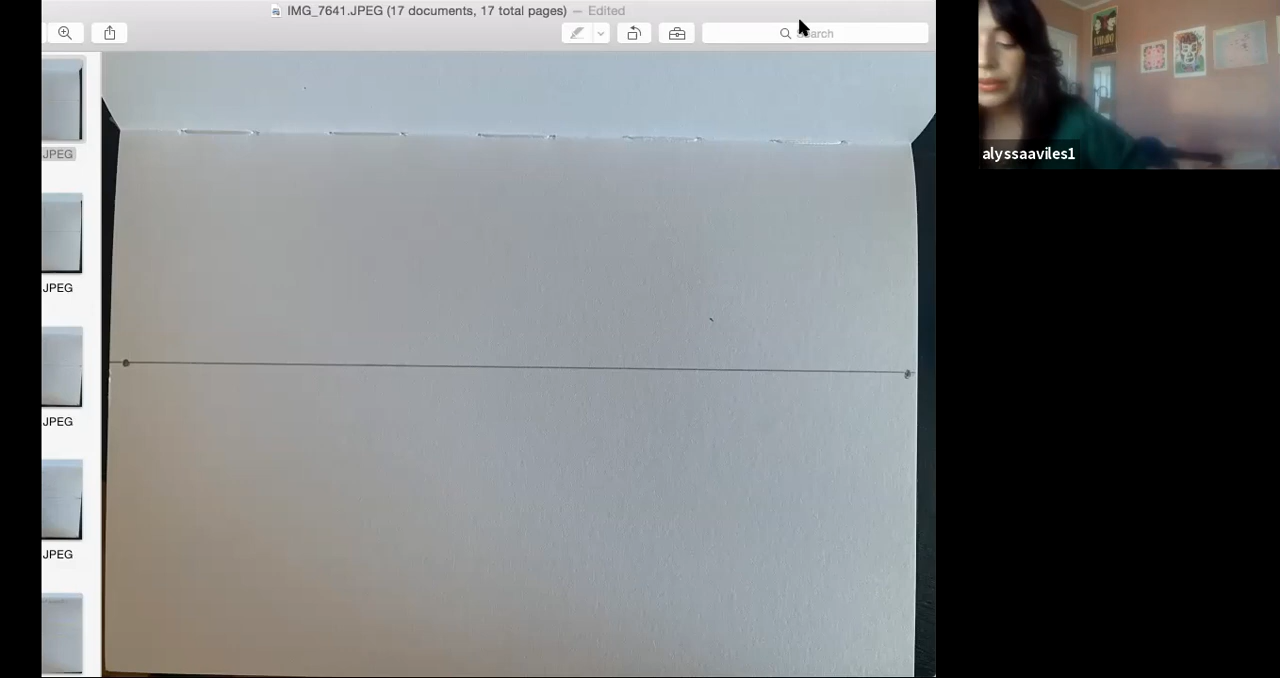 IMG_7641.JPEG (17 documents, 17 total pages) — Edited
Search
JPEG
JPEG
JPEG
JPEG
alyssaaviles1